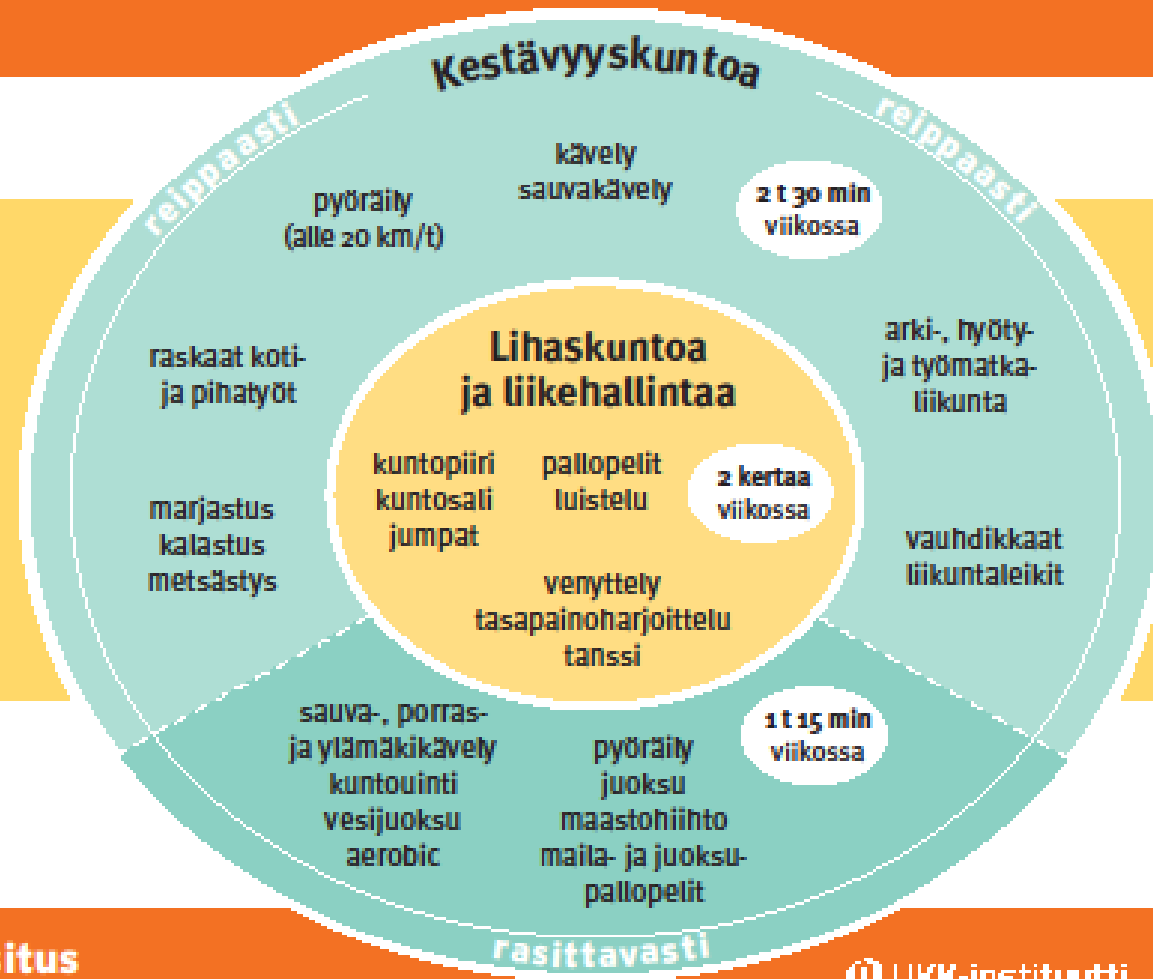 Kestävyyskuntoa
reippaasti
reippaasti
kävely
sauvakävely
2 t 30 min
viikossa
pyöräily
(alle 20 km/t)
raskaat koti-
ja pihatyöt
arki-, hyöty-
ja työmatka-
liikunta
marjastus
kalastus
metsästys
vauhdikkaat
liikuntaleikit
Lihaskuntoa
ja liikehallintaa
kuntopiiri
kuntosali
jumpat
pallopelit
luistelu
2 kertaa
viikossa
venyttely
tasapainoharjoittelu
tanssi
sauva-, porras-
ja ylämäkikävely
kuntouinti
vesijuoksu
aerobic
pyöräily
juoksu
maastohiihto
maila- ja juoksu-
pallopelit
1 t 15 min
viikossa
rasittavasti
situs
UKK-instituutti